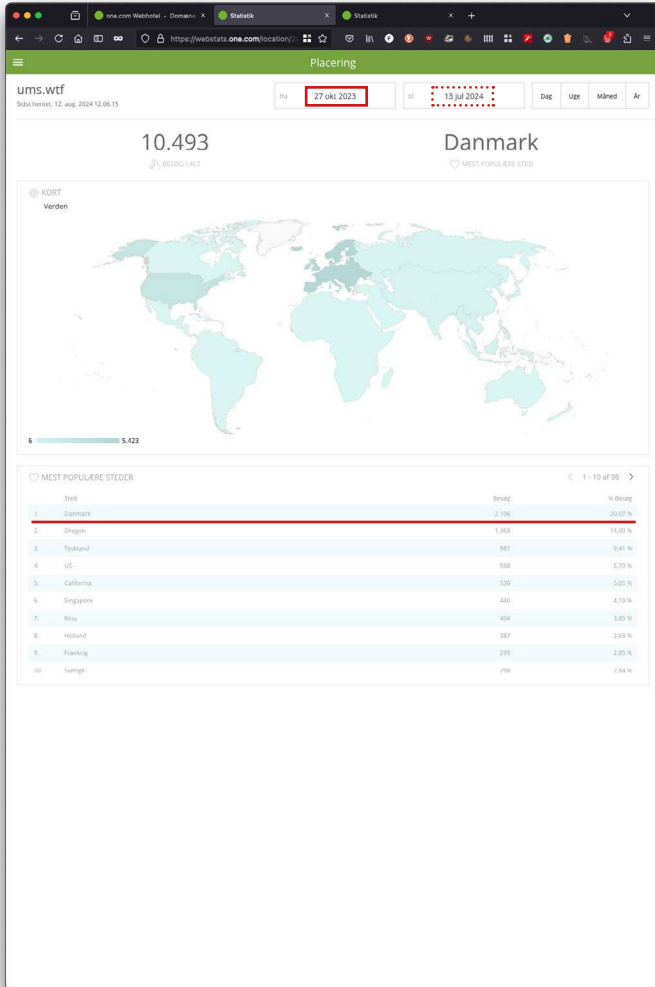 one.com Webhotel - Domæne
Statistik
Statistik
https://webstats.one.com/location/
Placering
ums.wtf
Sidst hentet. 12. aug. 2024 12.06.15
fra 27 okt 2023
til 13 jul 2024
Dag Uge Måned År
10.493
BESØG I ALT
Danmark
MEST POPULÆRE STED
KORT
Verden
6 5.423
MEST POPULÆRE STEDER 1 - 10 af 98
Sted Besøg % Besøg
1. Danmark 2.106 20,07 %
2. Oregon 1.469 14,00 %
3. Tyskland 987 9,41 %
4. US- 598 5,70 %
5. California 530 5,05 %
6. Singapore 440 4,19 %
7. Kina 404 3,85 %
8. Holland 387 3,69 %
9. Frankrig 299 2,85 %
10. Sverige 298 2,84 %